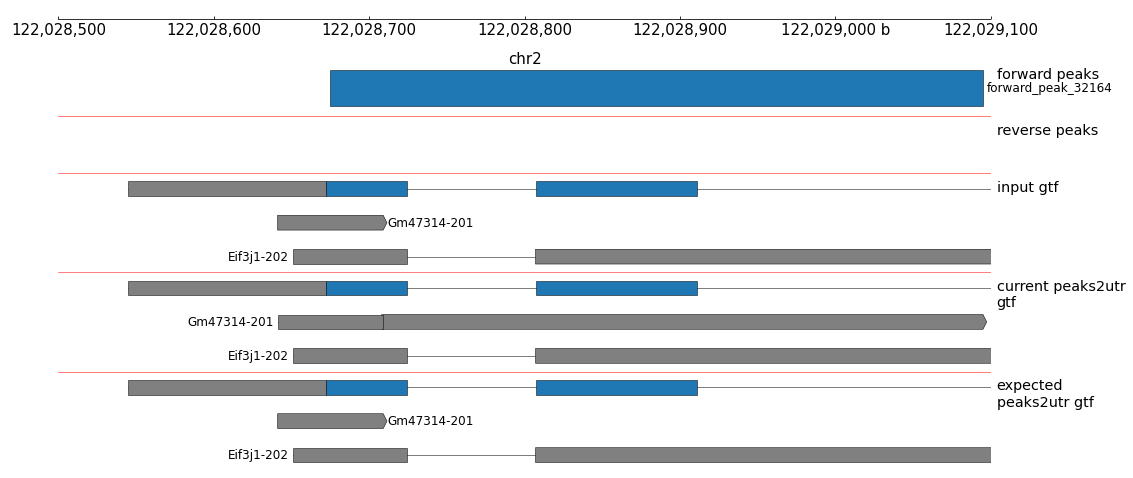 122,028,500 122,028,600 122,028,700 122,028,800 122,028,900 122,029,000 b 122,029,100
chr2
forward peaks
forward_peak_32164
reverse peaks
input gtf
Gm47314-201
Eif3j1-202
current peaks2utr
gtf
Gm47314-201
Eif3j1-202
expected
peaks2utr gtf
Gm47314-201
Eif3j1-202